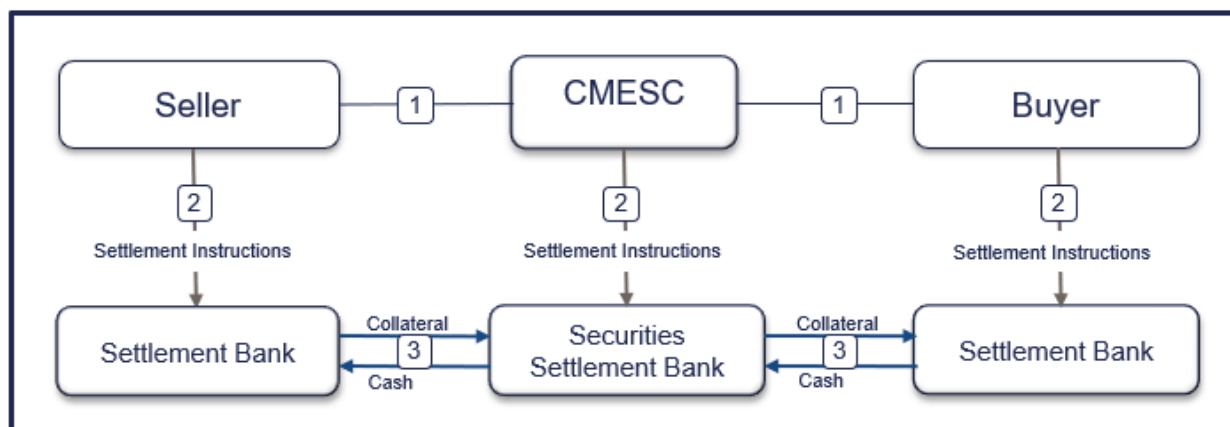 Seller
1
CMESC
1
Buyer
2
2
2
Settlement Instructions
Settlement Instructions
Settlement Instructions
Settlement Bank
Collateral
3
Cash
Securities
Settlement Bank
Collateral
3
Cash
Settlement Bank